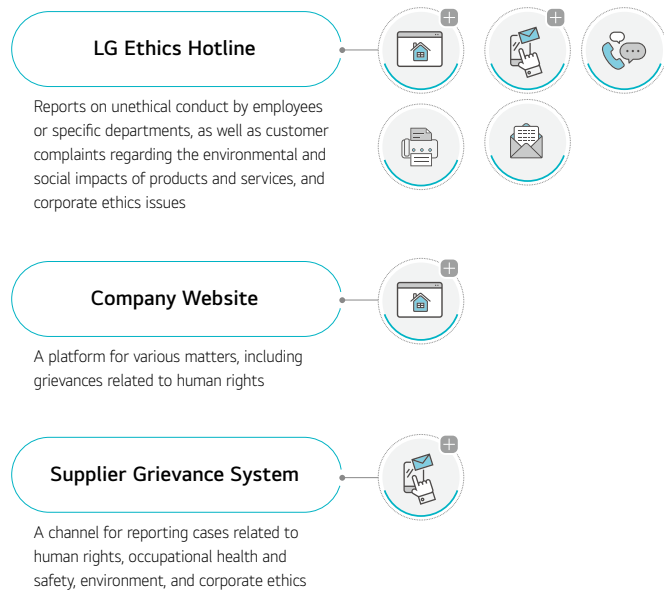 LG Ethics Hotline
Reports on unethical conduct by employees
or specific departments, as well as customer
complaints regarding the environmental and
social impacts of products and services, and
corporate ethics issues
Company Website
A platform for various matters, including
grievances related to human rights
Supplier Grievance System
A channel for reporting cases related to
human rights, occupational health and
safety, environment, and corporate ethics